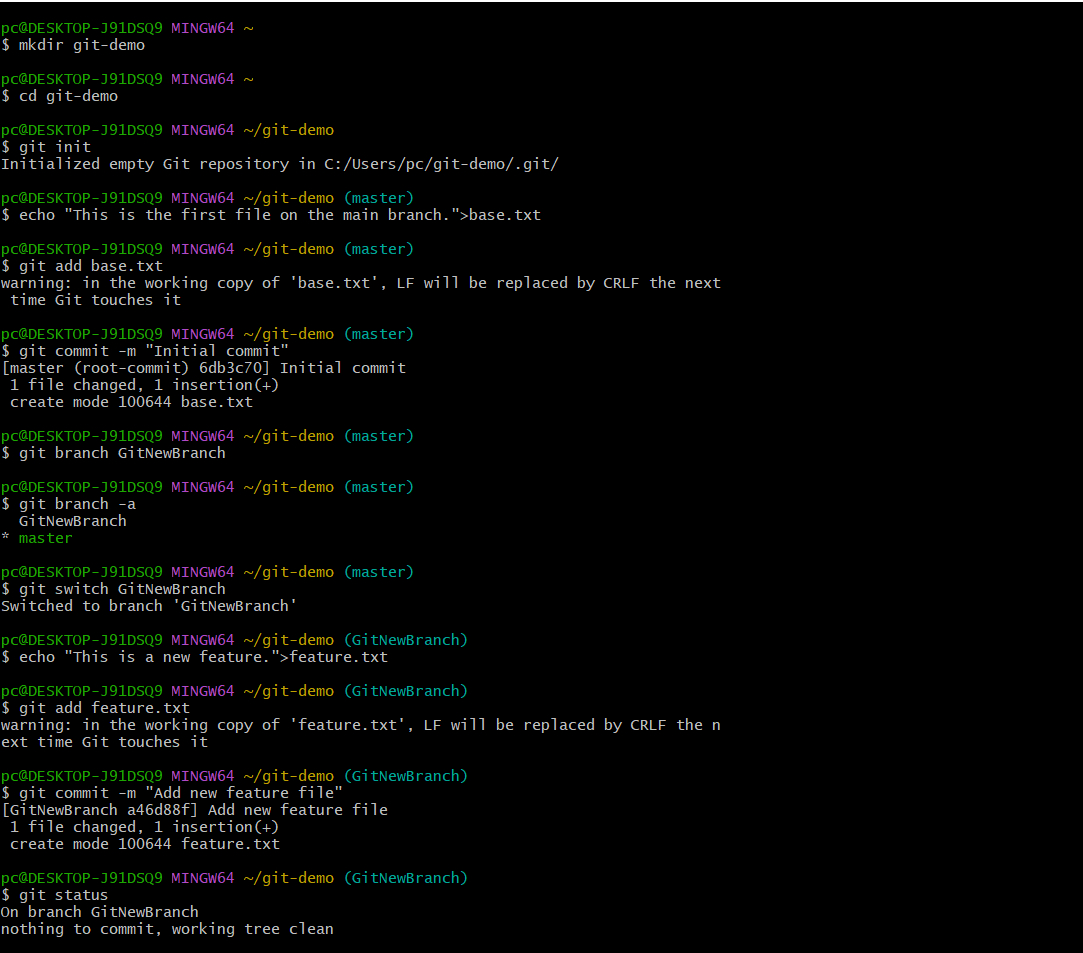 pc@DESKTOP-J91DSQ9 MINGW64 ~
$ mkdir git-demo
pc@DESKTOP-J91DSQ9 MINGW64 ~
$ cd git-demo
pc@DESKTOP-J91DSQ9 MINGW64 ~/git-demo
$ git init
Initialized empty Git repository in C:/Users/pc/git-demo/.git/
pc@DESKTOP-J91DSQ9 MINGW64 ~/git-demo (master)
$ echo "This is the first file on the main branch.">base.txt
pc@DESKTOP-J91DSQ9 MINGW64 ~/git-demo (master)
$ git add base.txt
warning: in the working copy of 'base.txt', LF will be replaced by CRLF the next
 time Git touches it
pc@DESKTOP-J91DSQ9 MINGW64 ~/git-demo (master)
$ git commit -m "Initial commit"
[master (root-commit) 6db3c70] Initial commit
 1 file changed, 1 insertion(+)
 create mode 100644 base.txt
pc@DESKTOP-J91DSQ9 MINGW64 ~/git-demo (master)
$ git branch GitNewBranch
pc@DESKTOP-J91DSQ9 MINGW64 ~/git-demo (master)
$ git branch -a
  GitNewBranch
* master
pc@DESKTOP-J91DSQ9 MINGW64 ~/git-demo (master)
$ git switch GitNewBranch
Switched to branch 'GitNewBranch'
pc@DESKTOP-J91DSQ9 MINGW64 ~/git-demo (GitNewBranch)
$ echo "This is a new feature.">feature.txt
pc@DESKTOP-J91DSQ9 MINGW64 ~/git-demo (GitNewBranch)
$ git add feature.txt
warning: in the working copy of 'feature.txt', LF will be replaced by CRLF the n
ext time Git touches it
pc@DESKTOP-J91DSQ9 MINGW64 ~/git-demo (GitNewBranch)
$ git commit -m "Add new feature file"
[GitNewBranch a46d88f] Add new feature file
 1 file changed, 1 insertion(+)
 create mode 100644 feature.txt
pc@DESKTOP-J91DSQ9 MINGW64 ~/git-demo (GitNewBranch)
$ git status
On branch GitNewBranch
nothing to commit, working tree clean